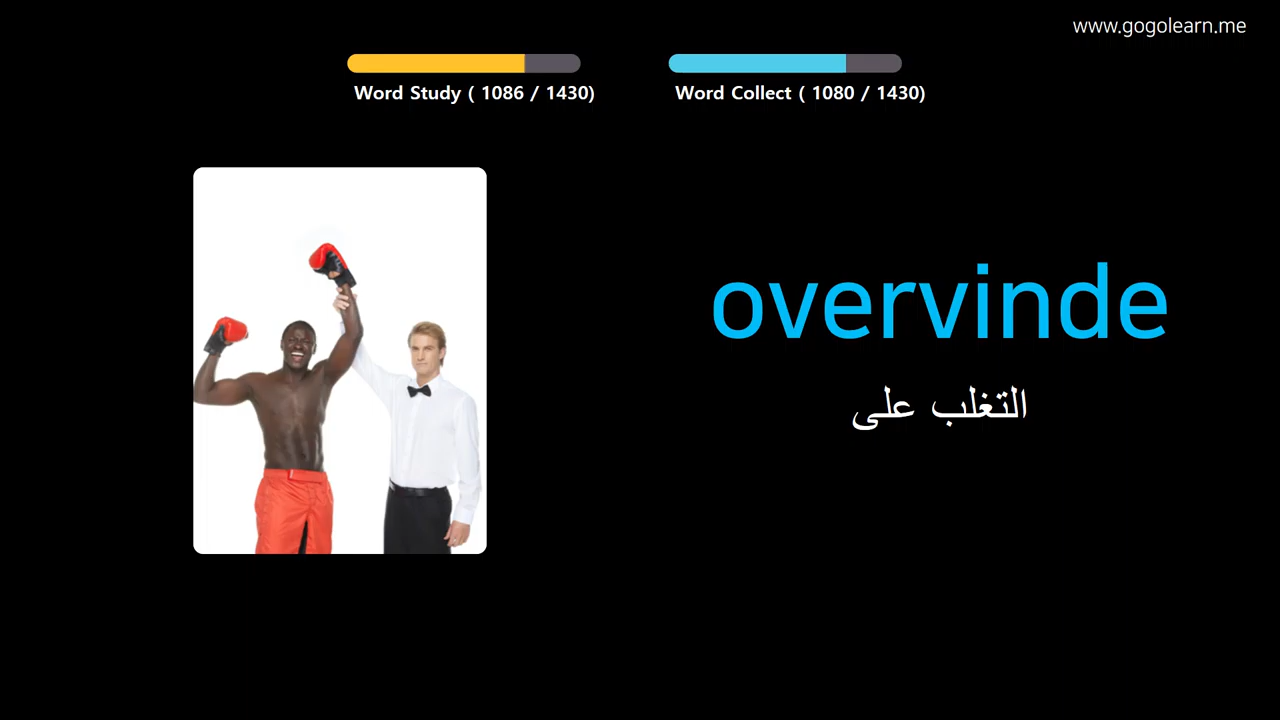 www.gogolearn.me
Word Study ( 1086 / 1430)
Word Collect ( 1080 / 1430)
overvinde
التغلب على